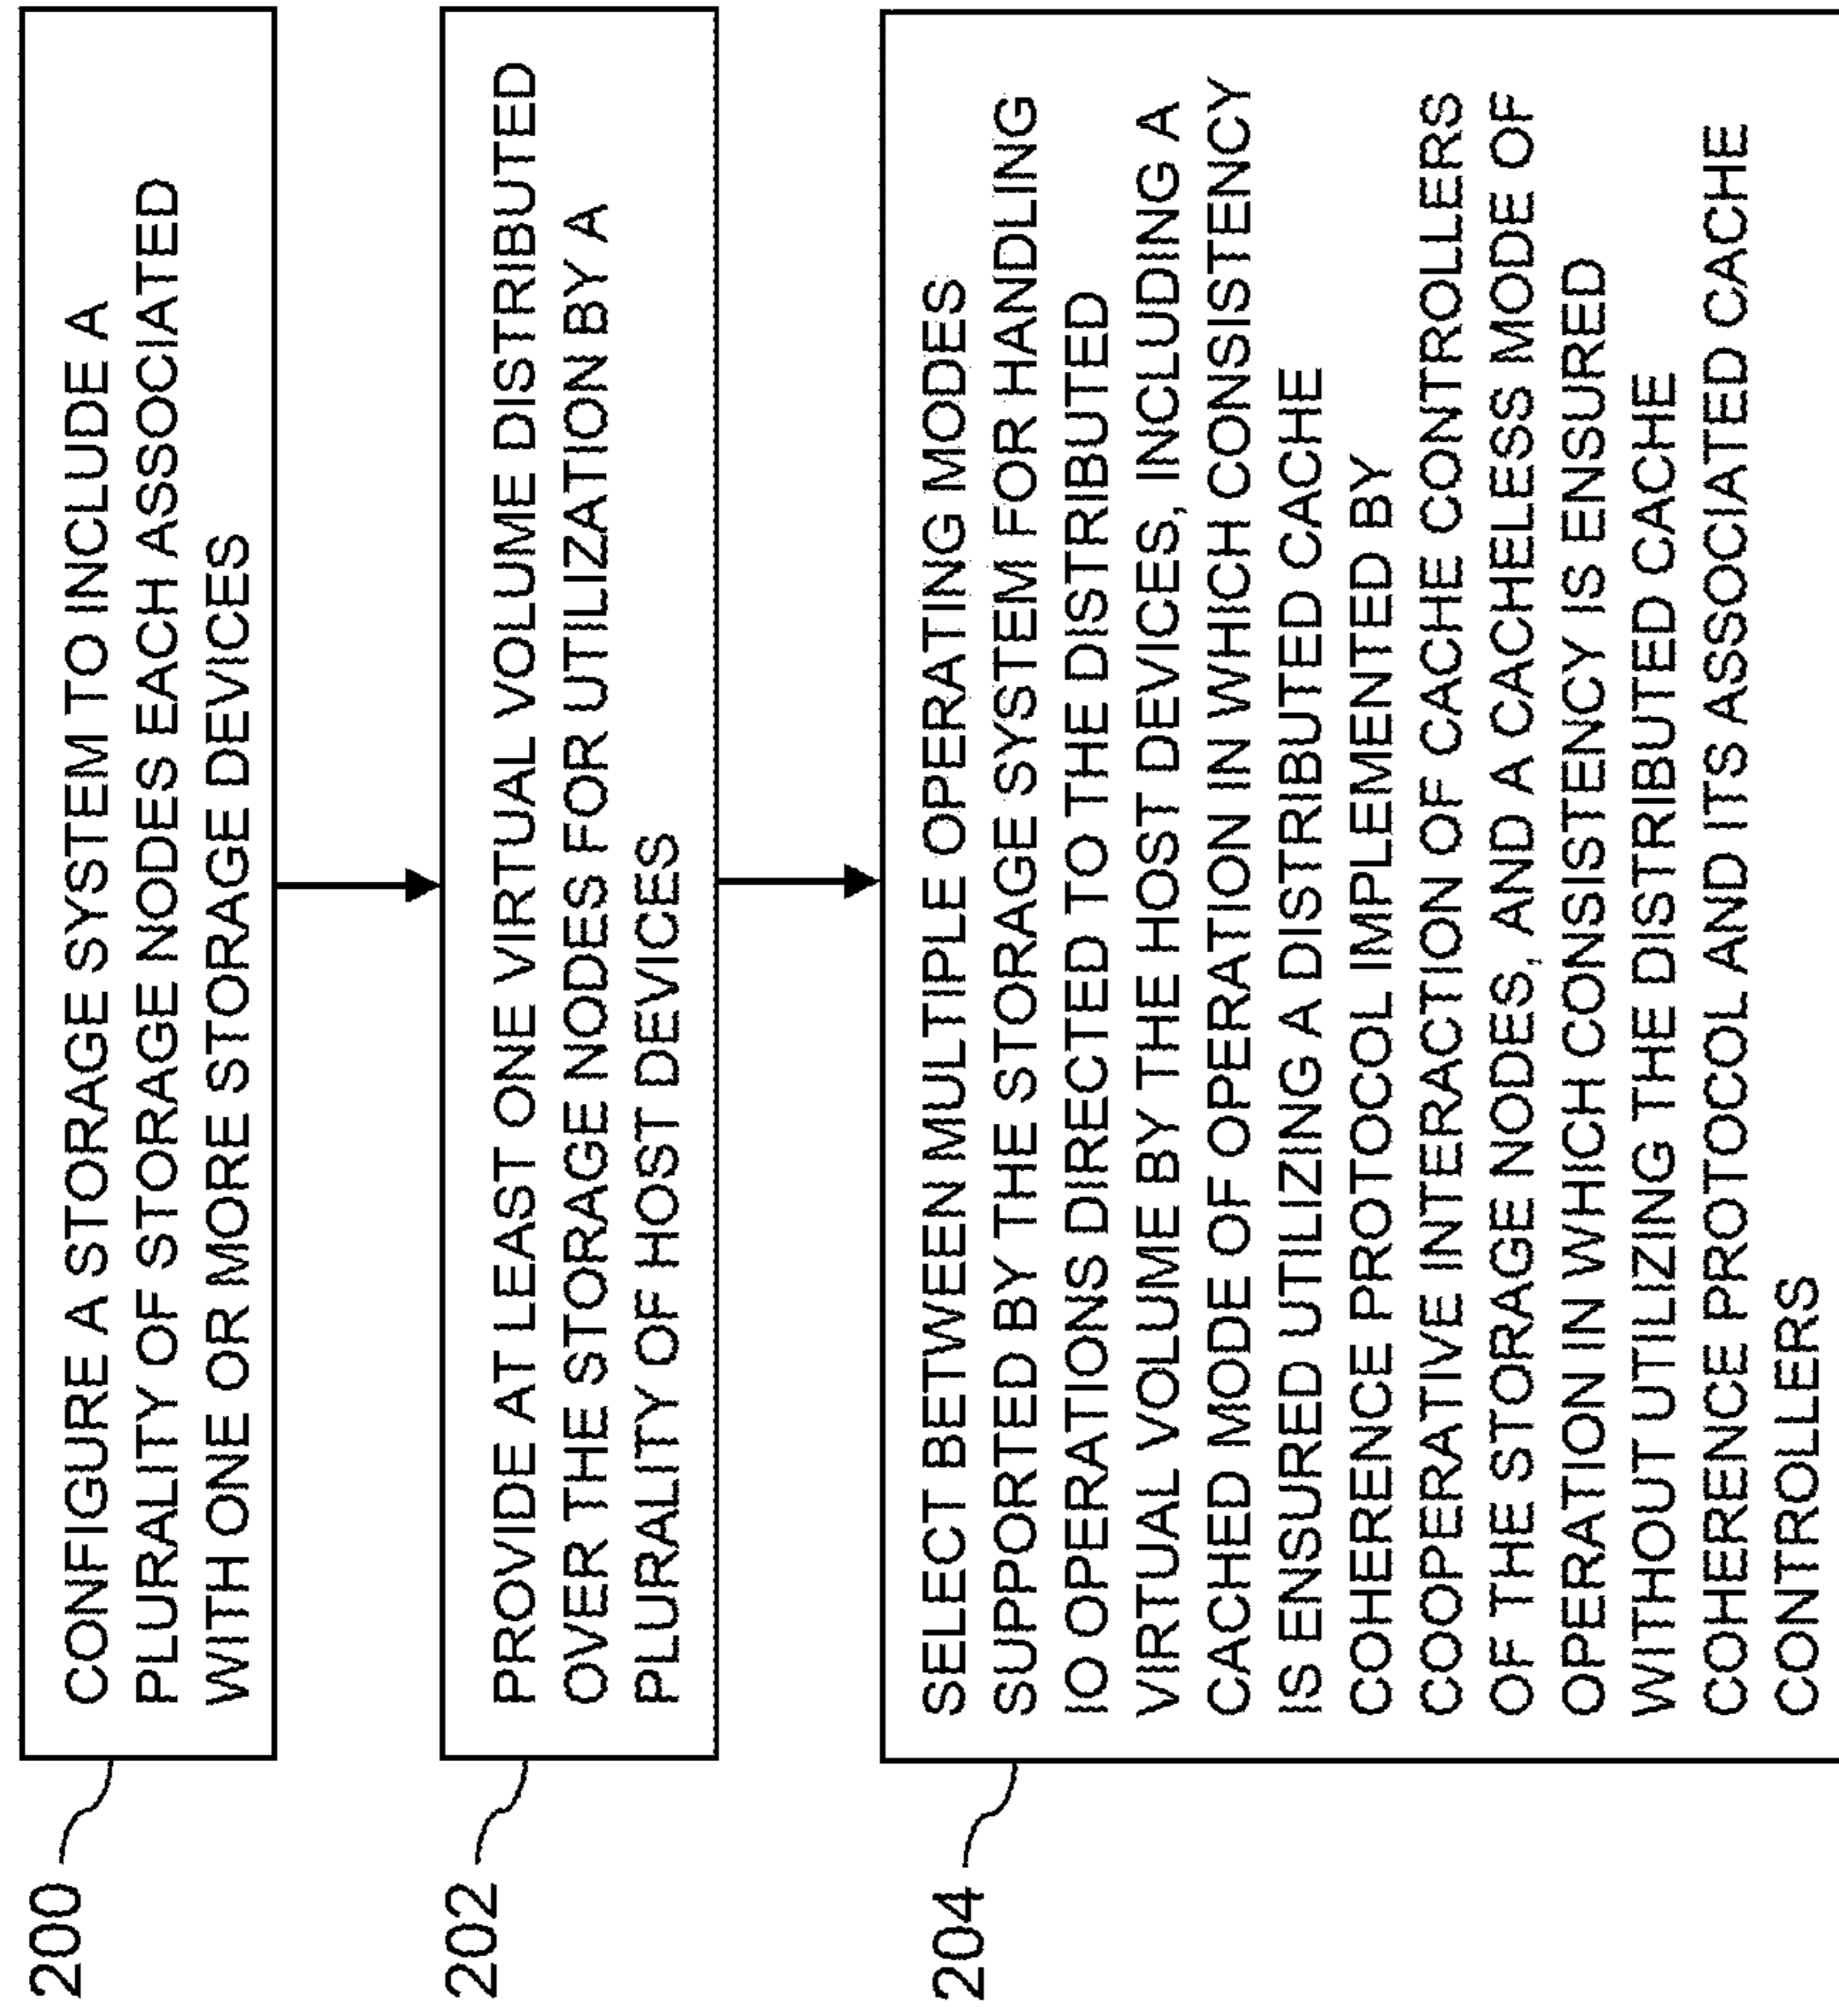 200
CONFIGURE A STORAGE SYSTEM TO INCLUDE A
PLURALITY OF STORAGE NODES EACH ASSOCIATED
WITH ONE OR MORE STORAGE DEVICES
202
PROVIDE AT LEAST ONE VIRTUAL VOLUME DISTRIBUTED
OVER THE STORAGE NODES FOR UTILIZATION BY A
PLURALITY OF HOST DEVICES
204
SELECT BETWEEN MULTIPLE OPERATING MODES
SUPPORTED BY THE STORAGE SYSTEM FOR HANDLING
IO OPERATIONS DIRECTED TO THE DISTRIBUTED
VIRTUAL VOLUME BY THE HOST DEVICES, INCLUDING A
CACHED MODE OF OPERATION IN WHICH CONSISTENCY
IS ENSURED UTILIZING A DISTRIBUTED CACHE
COHERENCE PROTOCOL IMPLEMENTED BY
COOPERATIVE INTERACTION OF CACHE CONTROLLERS
OF THE STORAGE NODES, AND A CACHELESS MODE OF
OPERATION IN WHICH CONSISTENCY IS ENSURED
WITHOUT UTILIZING THE DISTRIBUTED CACHE
COHERENCE PROTOCOL AND ITS ASSOCIATED CACHE
CONTROLLERS